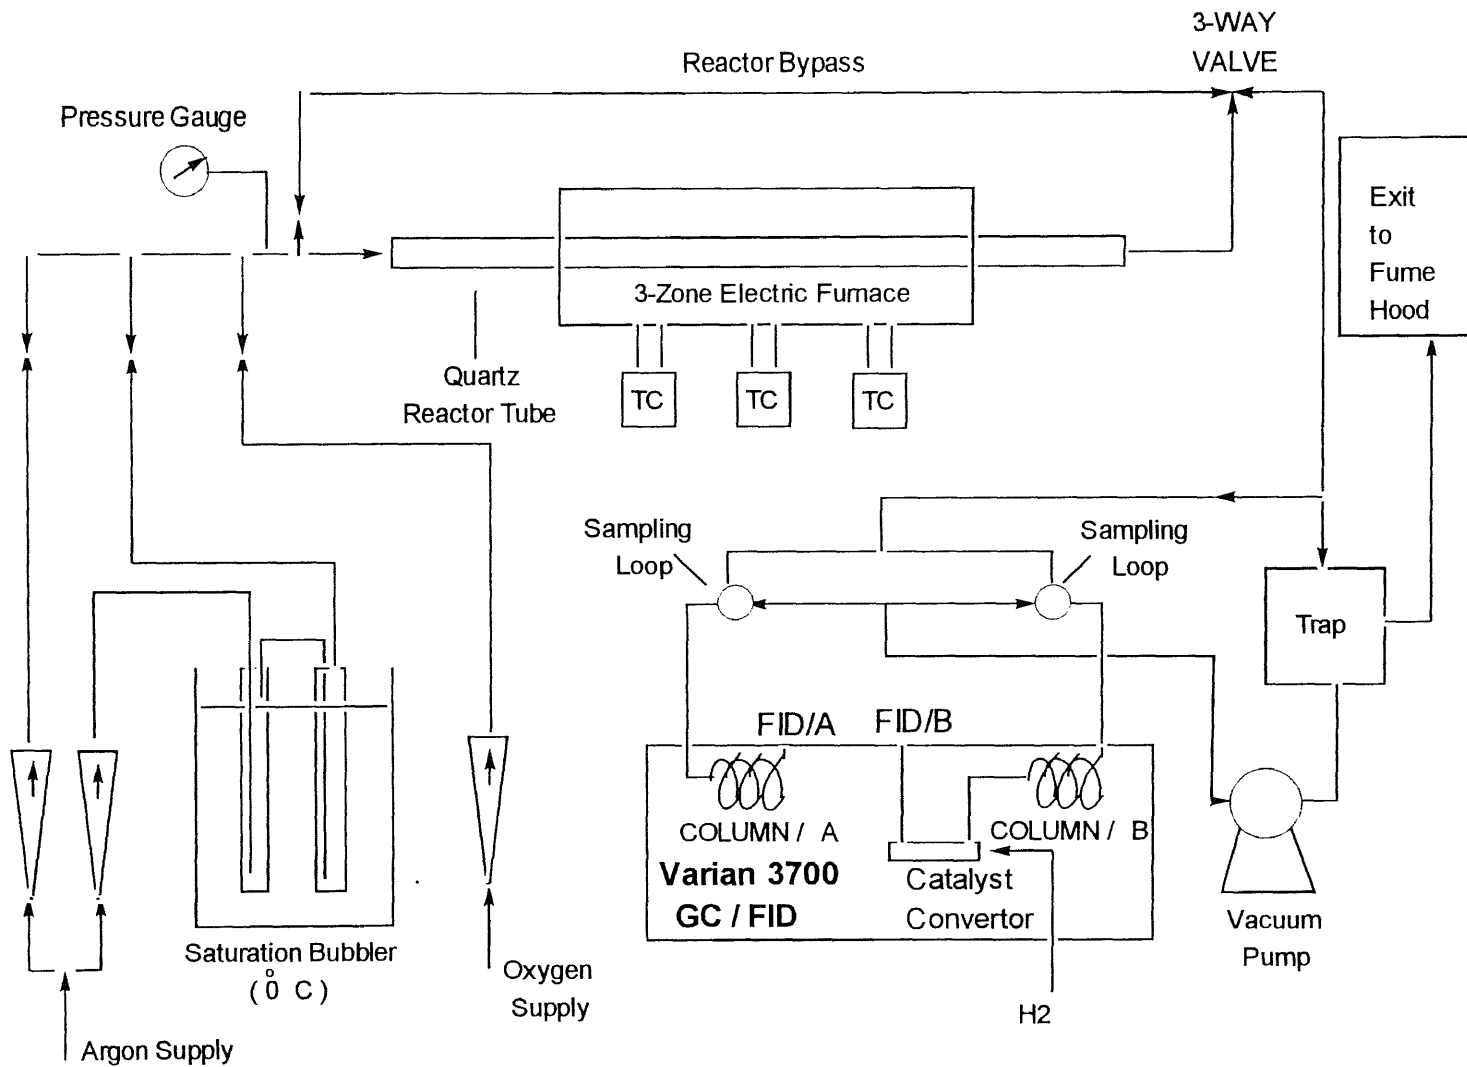 3-WAY
VALVE
Reactor Bypass
Pressure Gauge
Exit
to
Fume
Hood
3-Zone Electric Furnace
Quartz
Reactor Tube
TC
TC
TC
Sampling
Loop
Sampling
Loop
Trap
FID/A
FID/B
COLUMN / A
COLUMN / B
Varian 3700
GC / FID
Catalyst
Convertor
Vacuum
Pump
Saturation Bubbler
( 0° C )
Oxygen
Supply
H2
Argon Supply